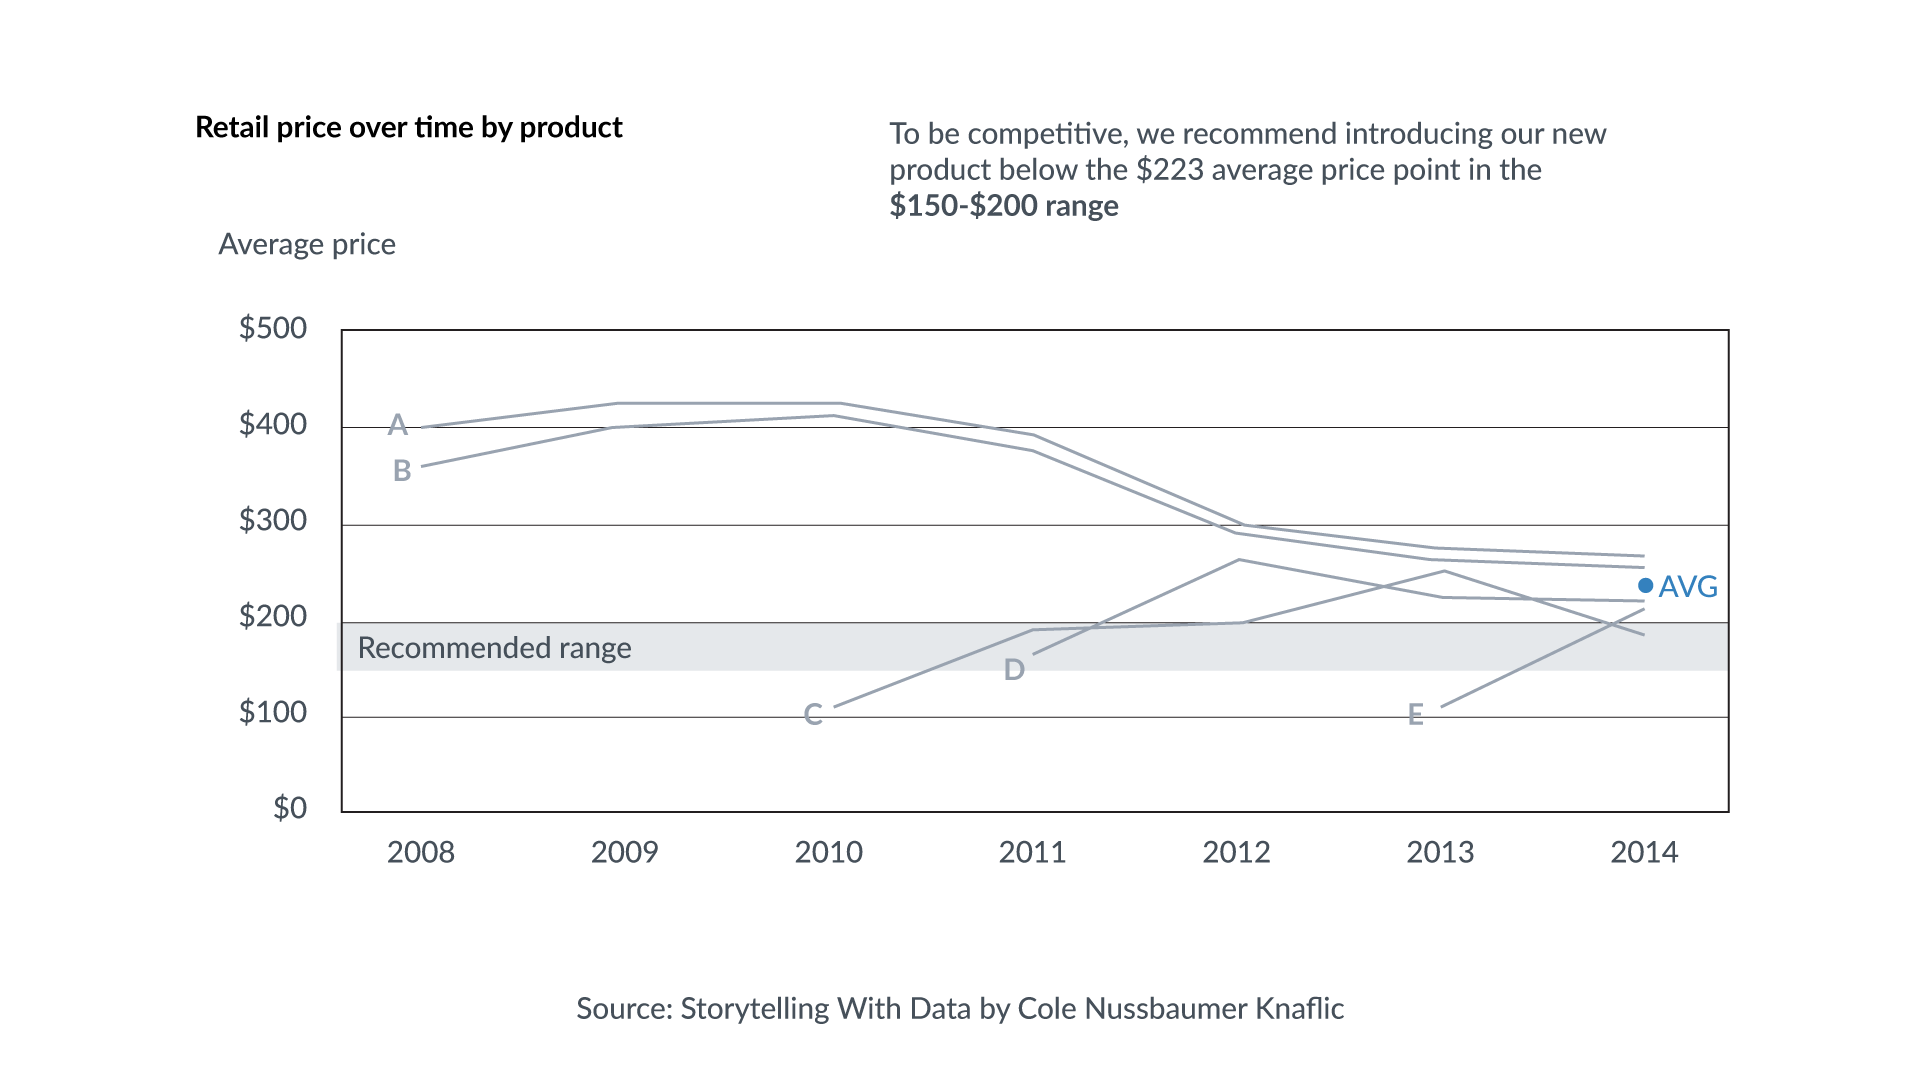 Retail price over time by product
To be competitive, we recommend introducing our new
product below the $223 average price point in the
$150-$200 range
Average price
$500
$400
$300
$200
$100
$0
A
B
C
D
E
AVG
Recommended range
2008
2009
2010
2011
2012
2013
2014
Source: Storytelling With Data by Cole Nussbaumer Knaflic